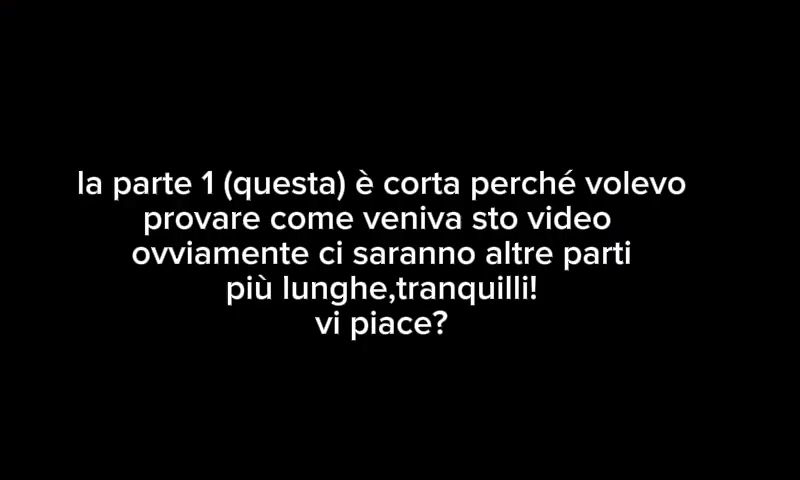 la parte 1 (questa) è corta perché volevo
provare come veniva sto video
ovviamente ci saranno altre parti
più lunghe,tranquilli!
vi piace?